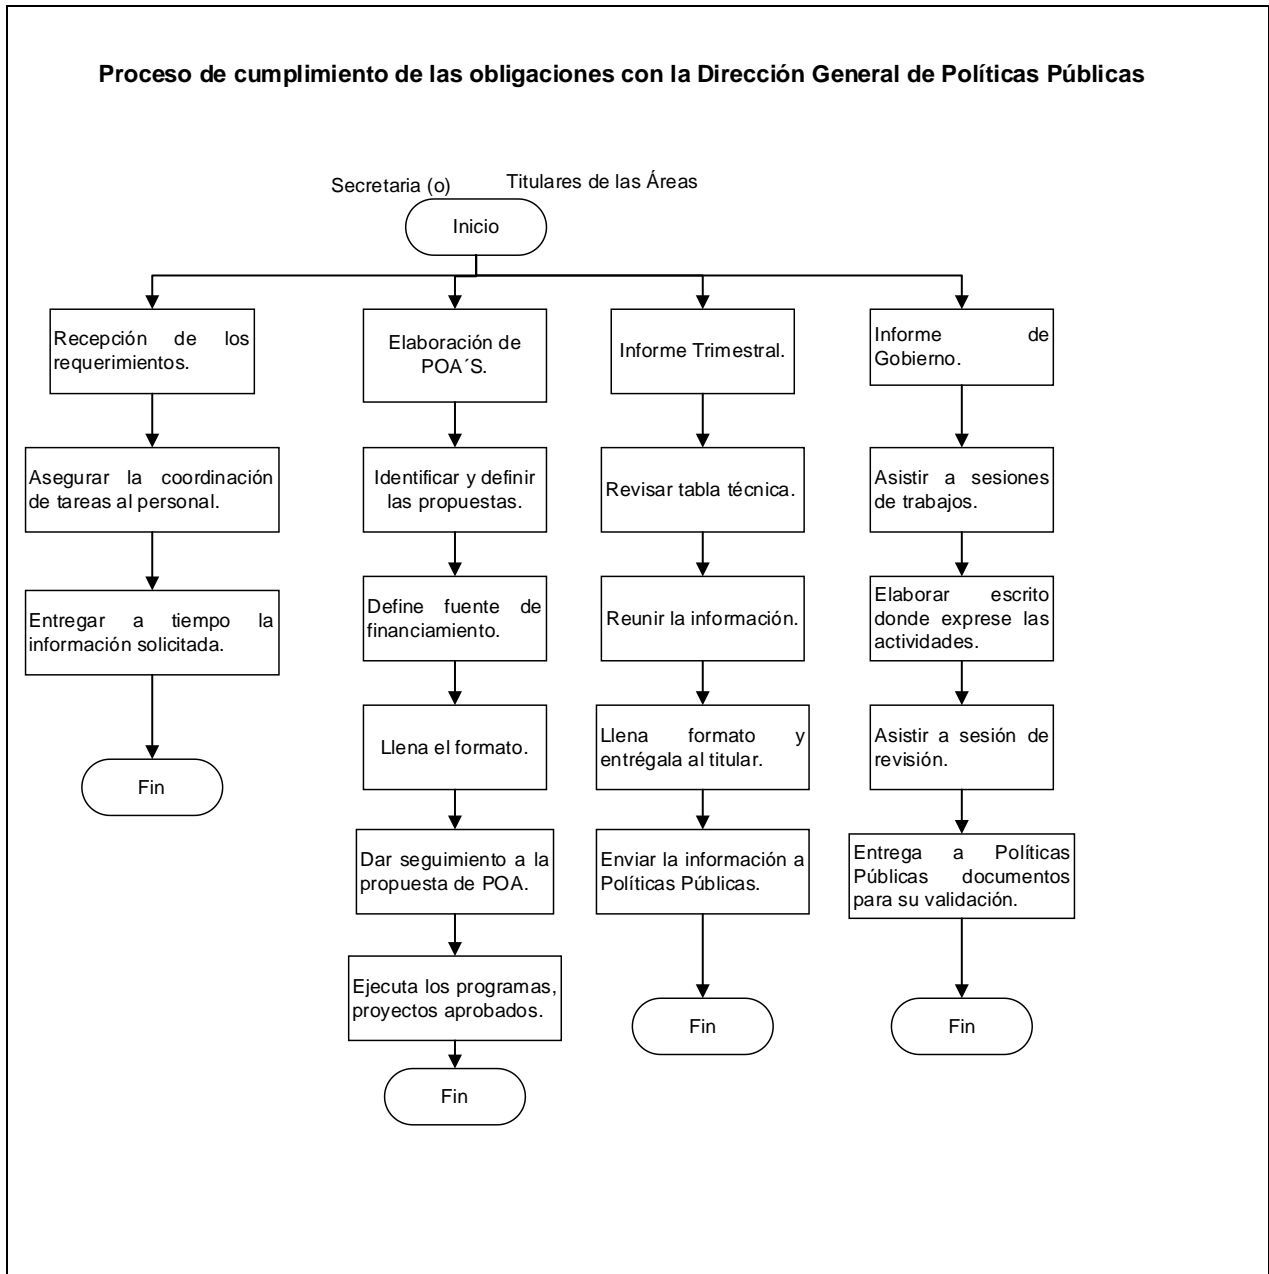 Proceso de cumplimiento de las obligaciones con la Dirección General de Políticas Públicas
Secretaria (o)
Titulares de las Áreas
Inicio
Recepción de los
requerimientos.
Asegurar la coordinación
de tareas al personal.
Entregar a tiempo la
información solicitada.
Fin
Elaboración de
POA´S.
Identificar y definir
las propuestas.
Define fuente de
financiamiento.
Llena el formato.
Dar seguimiento a la
propuesta de POA.
Ejecuta los programas,
proyectos aprobados.
Fin
Informe Trimestral.
Revisar tabla técnica.
Reunir la información.
Llena formato y
entrégala al titular.
Enviar la información a
Políticas Públicas.
Fin
Informe de
Gobierno.
Asistir a sesiones
de trabajos.
Elaborar escrito
donde exprese las
actividades.
Asistir a sesión de
revisión.
Entrega a Políticas
Públicas documentos
para su validación.
Fin